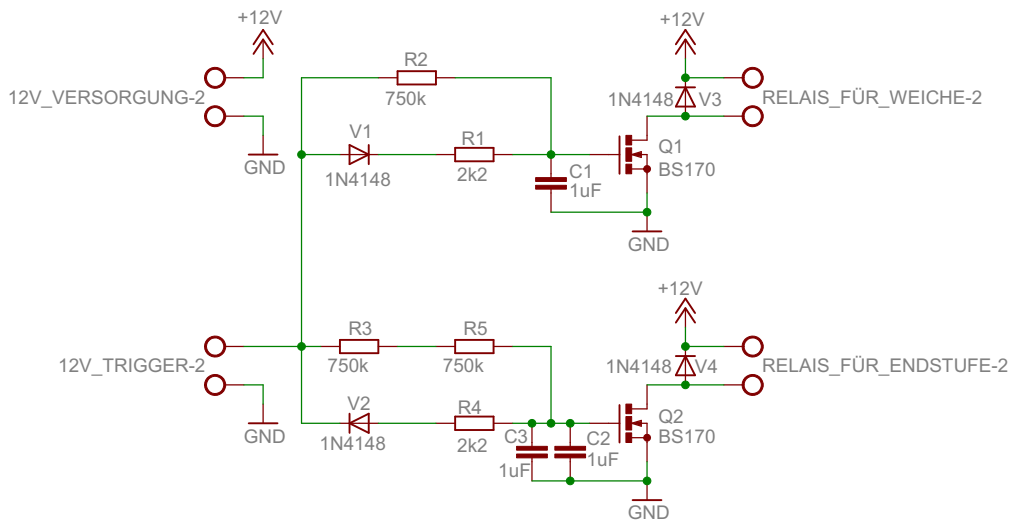 +12V
+12V
R2
12V_VERSORGUNG-2
750k
1N4148
V3
RELAIS_FÜR_WEICHE-2
V1
R1
Q1
GND
1N4148
2k2
C1
1uF
BS170
GND
+12V
R3
R5
12V_TRIGGER-2
750k
750k
1N4148
V4
RELAIS_FÜR_ENDSTUFE-2
V2
R4
Q2
GND
1N4148
2k2
C3
C2
BS170
1uF
1uF
GND